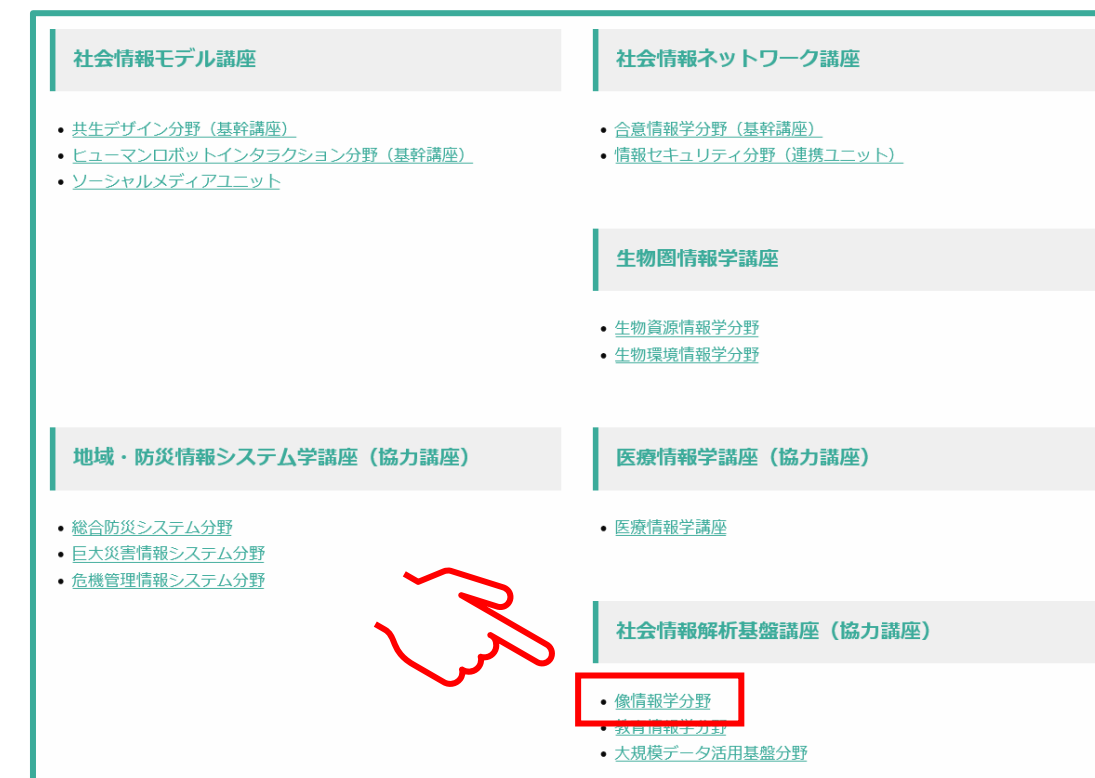 社会情報モデル講座
共生デザイン分野（基幹講座）
ヒューマンロボットインタラクション分野（基幹講座）
ソーシャルメディアユニット
社会情報ネットワーク講座
合意情報学分野（基幹講座）
情報セキュリティ分野（連携ユニット）
生物圏情報学講座
生物資源情報学分野
生物環境情報学分野
地域・防災情報システム学講座（協力講座）
総合防災システム分野
巨大災害情報システム分野
危機管理情報システム分野
医療情報学講座（協力講座）
医療情報学講座
社会情報解析基盤講座（協力講座）
像情報学分野
教育情報学分野
大規模データ活用基盤分野